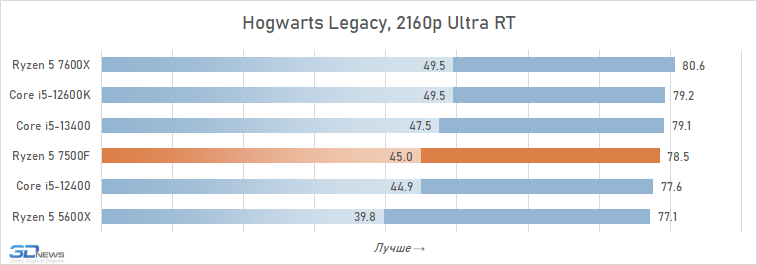 Hogwarts Legacy, 2160p Ultra RT
Ryzen 5 7600X 49.5 80.6
Core i5-12600K 49.5 79.2
Core i5-13400 47.5 79.1
Ryzen 5 7500F 45.0 78.5
Core i5-12400 44.9 77.6
Ryzen 5 5600X 39.8 77.1
Лучше →
3DNEWS